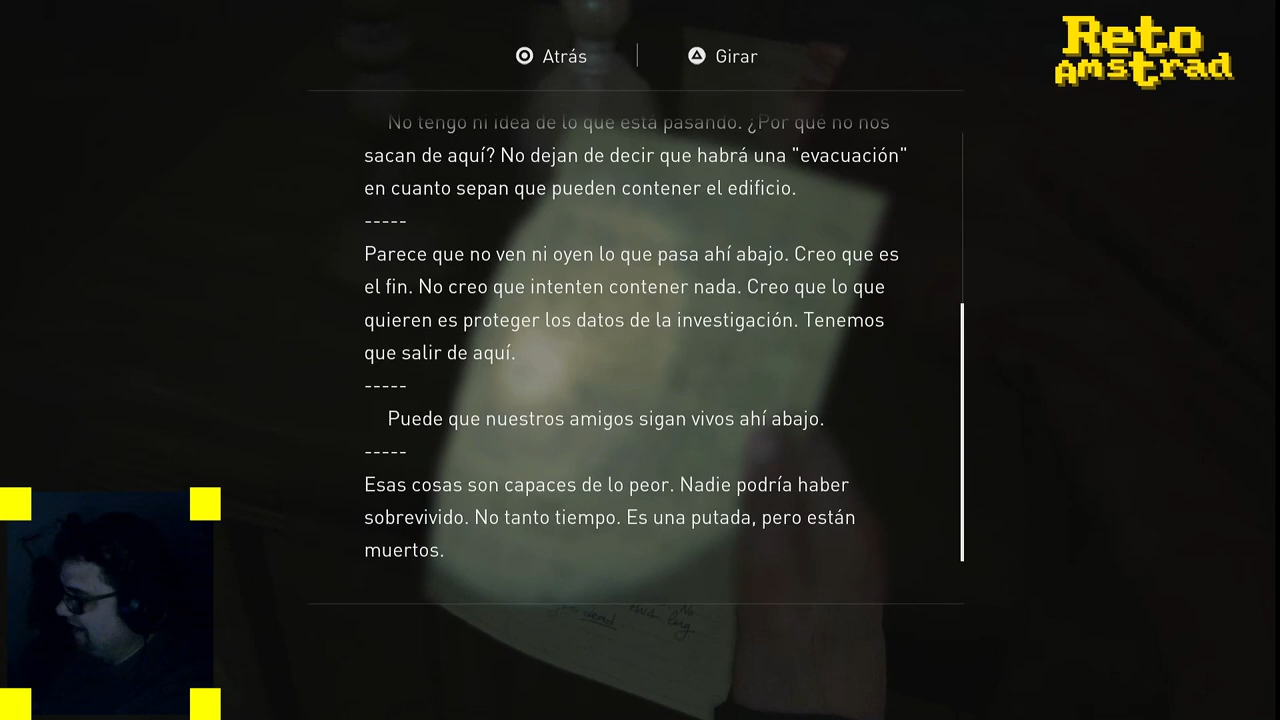 Reto
Amstrad
Atrás
Girar
No tengo ni idea de lo que está pasando. ¿Por qué no nos
sacan de aquí? No dejan de decir que habrá una "evacuación"
en cuanto sepan que pueden contener el edificio.
-----
Parece que no ven ni oyen lo que pasa ahí abajo. Creo que es
el fin. No creo que intenten contener nada. Creo que lo que
quieren es proteger los datos de la investigación. Tenemos
que salir de aquí.
-----
Puede que nuestros amigos sigan vivos ahí abajo.
-----
Esas cosas son capaces de lo peor. Nadie podría haber
sobrevivido. No tanto tiempo. Es una putada, pero están
muertos.
dead
No
long